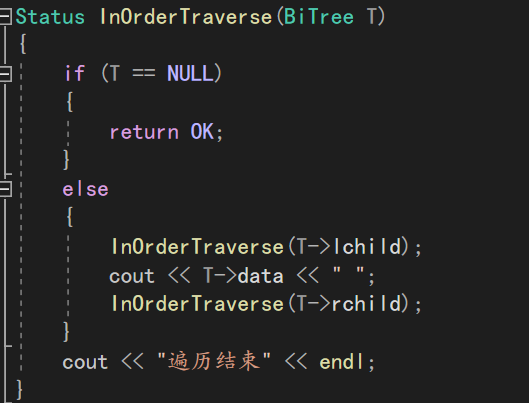 Status InOrderTraverse(BiTree T)
{
if (T == NULL)
{
return OK;
}
else
{
InOrderTraverse(T->lchild);
cout << T->data << " ";
InOrderTraverse(T->rchild);
}
cout << "遍历结束" << endl;
}